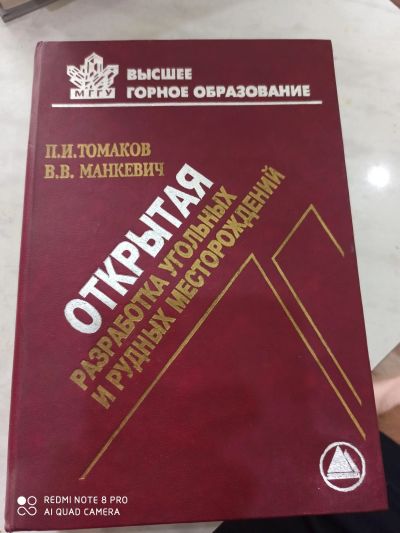 МГГУ
ВЫСШЕЕ
ГОРНОЕ ОБРАЗОВАНИЕ
П.И.ТОМАКОВ
В.В. МАНКЕВИЧ
ОТКРЫТАЯ
РАЗРАБОТКА УГОЛЬНЫХ
И РУДНЫХ МЕСТОРОЖДЕНИЙ
REDMI NOTE 8 PRO
AI QUAD CAMERA